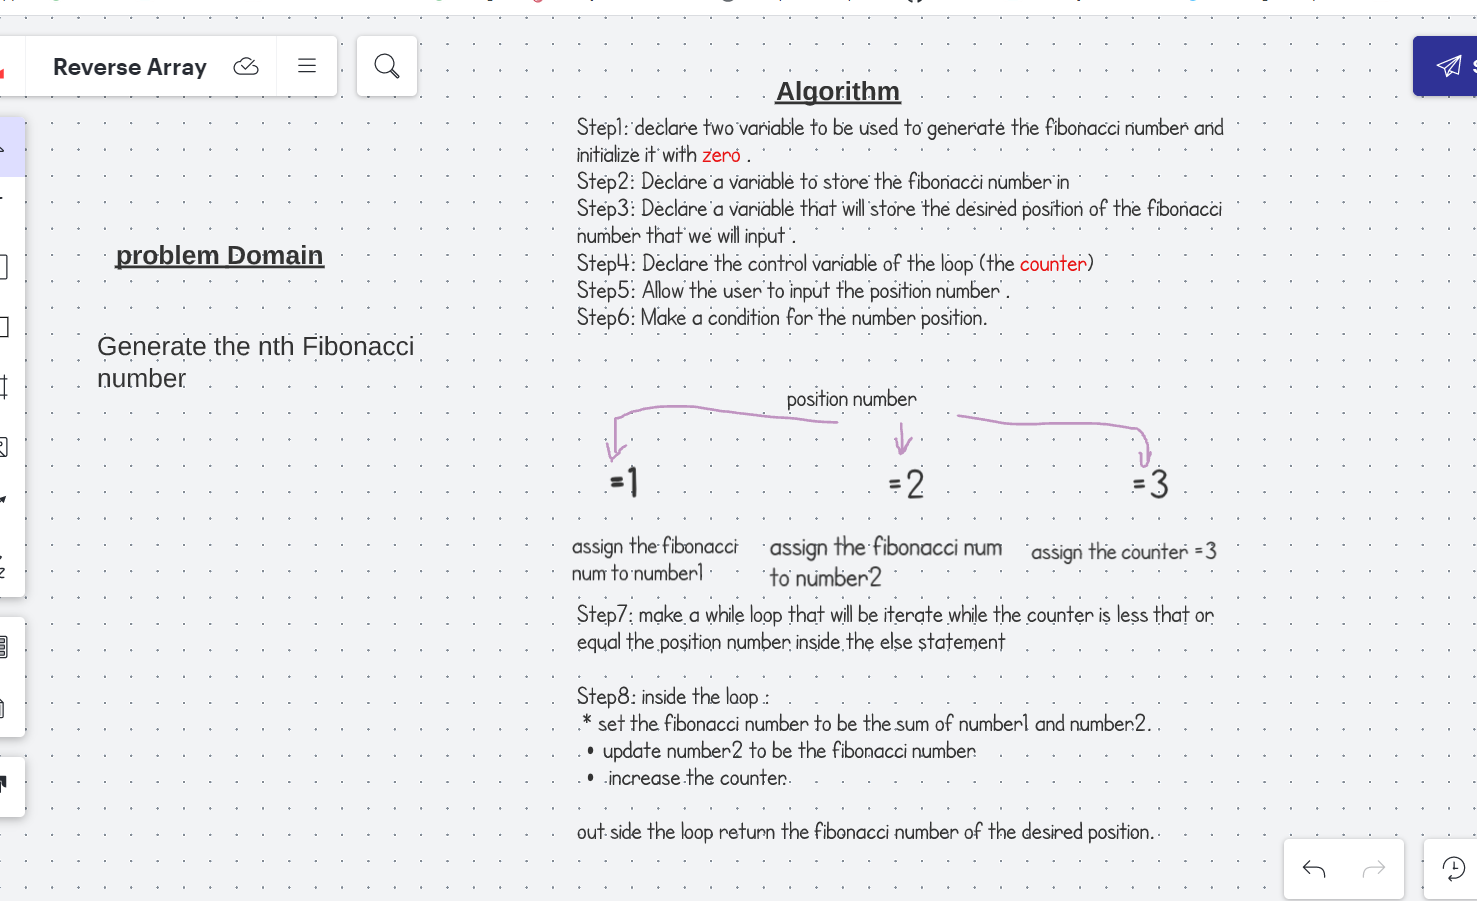 Reverse Array
Algorithm
Step1: declare two variable to be used to generate the fibonacci number and
initialize it with zero .
Step2: Declare a variable to store the fibonacci number in
Step3: Declare a variable that will store the desired position of the fibonacci
number that we will input .
Step4: Declare the control variable of the loop (the counter)
Step5: Allow the user to input the position number .
Step6: Make a condition for the number position.
problem Domain
Generate the nth Fibonacci
number
position number
=1
=2
=3
assign the fibonacci
num to number1
assign the fibonacci num
to number2
assign the counter =3
Step7: make a while loop that will be iterate while the counter is less that or
equal the position number inside the else statement
Step8: inside the loop :
* set the fibonacci number to be the sum of number1 and number2.
• update number2 to be the fibonacci number
• increase the counter.
out side the loop return the fibonacci number of the desired position.